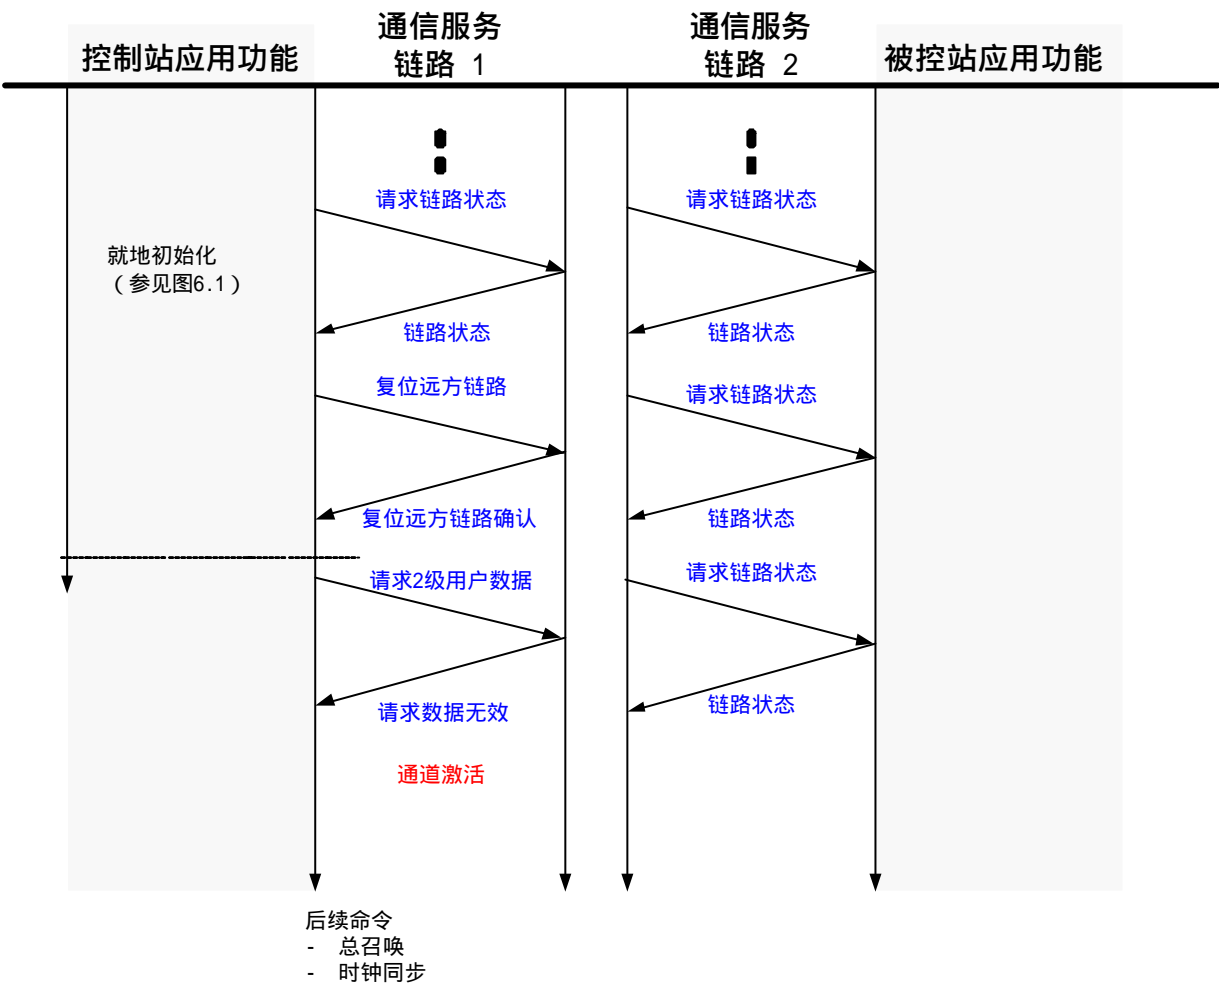 控制站应用功能
通信服务
链路 1
通信服务
链路 2
被控站应用功能
请求链路状态
请求链路状态
就地初始化
（参见图6.1）
链路状态
链路状态
复位远方链路
请求链路状态
复位远方链路确认
链路状态
请求2级用户数据
请求链路状态
请求数据无效
链路状态
通道激活
后续命令
- 总召唤
- 时钟同步